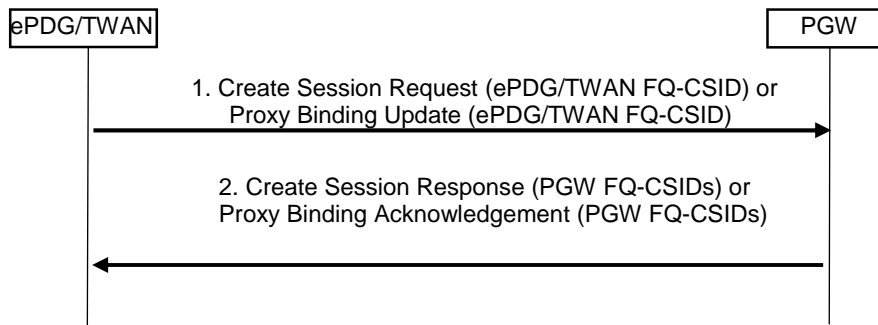 ePDG/TWAN
PGW
1. Create Session Request (ePDG/TWAN FQ-CSID) or
Proxy Binding Update (ePDG/TWAN FQ-CSID)
2. Create Session Response (PGW FQ-CSIDs) or
Proxy Binding Acknowledgement (PGW FQ-CSIDs)